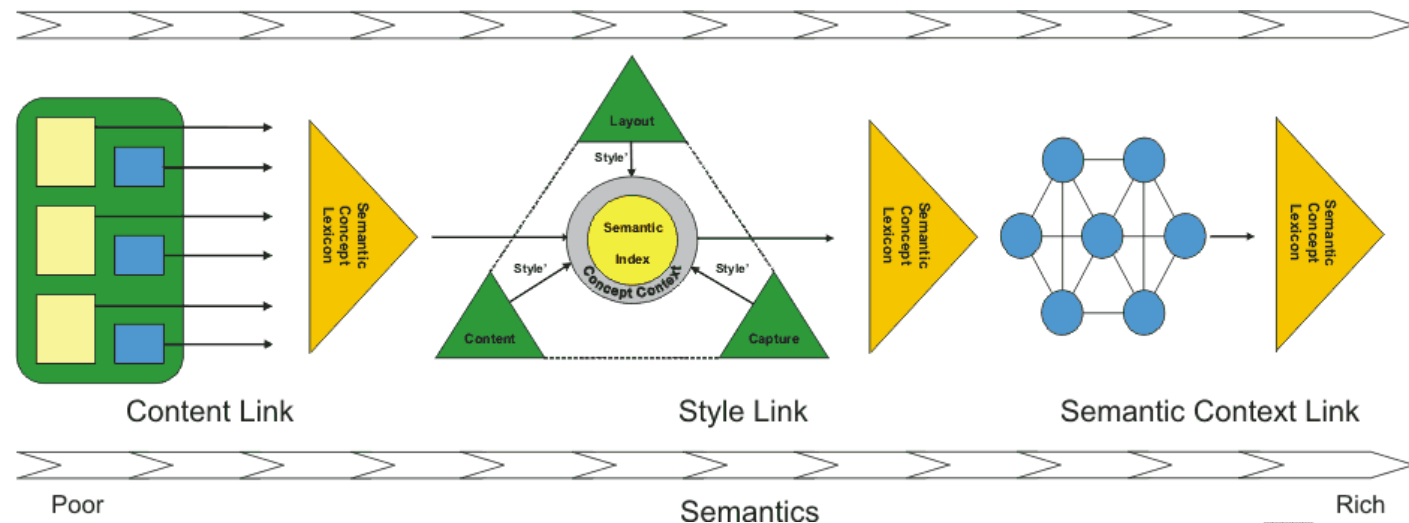 Layout
Style'
Semantic
Concept
Lexicon
Semantic
Index
Concept Context
Style'
Style'
Content
Capture
Semantic
Concept
Lexicon
Semantic
Concept
Lexicon
Content Link
Style Link
Semantic Context Link
Poor
Semantics
Rich